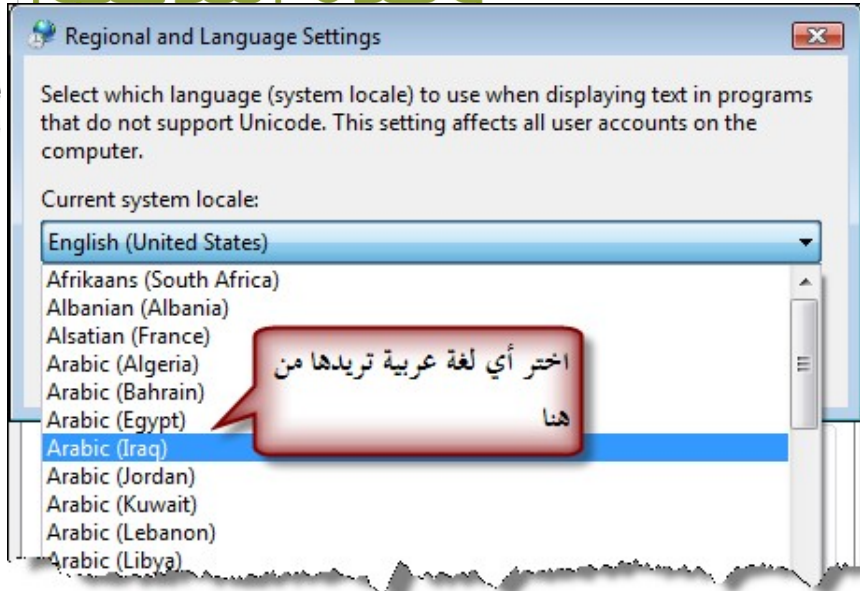 Regional and Language Settings
Select which language (system locale) to use when displaying text in programs
that do not support Unicode. This setting affects all user accounts on the
computer.
Current system locale:
English (United States)
Afrikaans (South Africa)
Albanian (Albania)
Alsatian (France)
Arabic (Algeria)
Arabic (Bahrain)
Arabic (Egypt)
Arabic (Iraq)
Arabic (Jordan)
Arabic (Kuwait)
Arabic (Lebanon)
Arabic (Libya)
اختر أي لغة عربية تريدها من
هنا